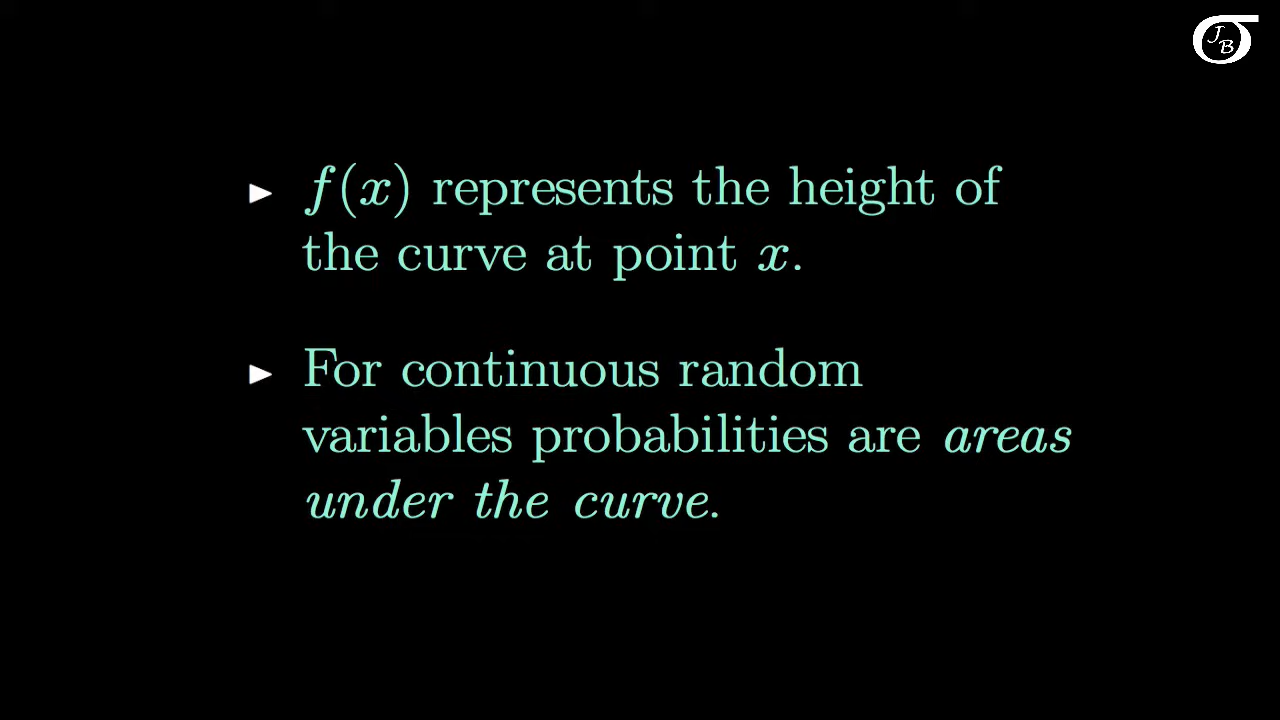 J
B
► f(x) represents the height of
the curve at point x.
► For continuous random
variables probabilities are areas
under the curve.